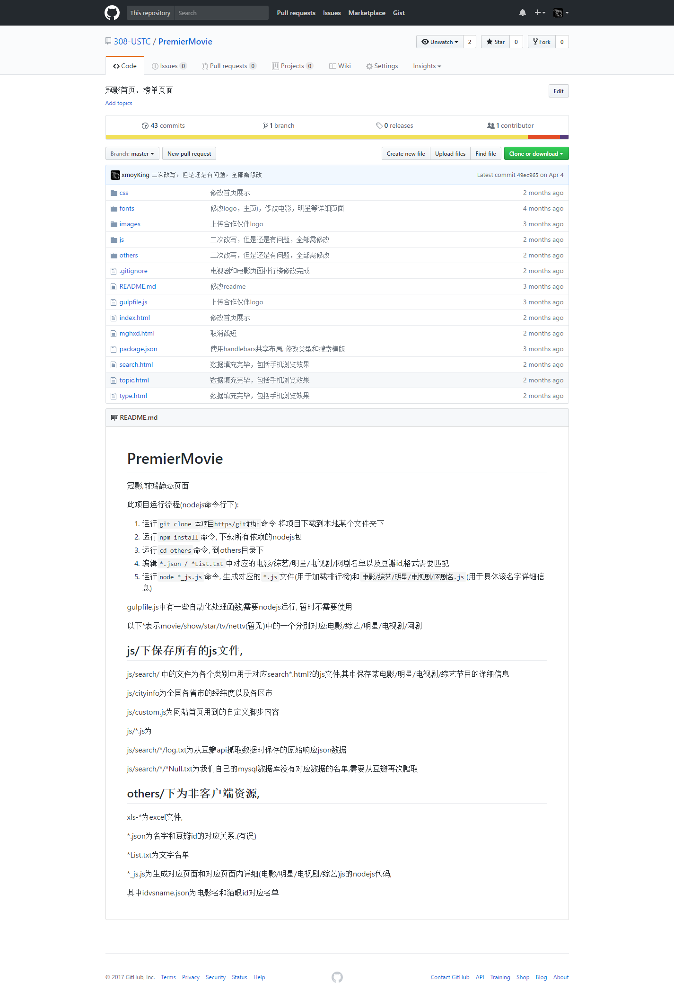 This repository Search Pull requests Issues Marketplace Gist
308-USTC / PremierMovie Unwatch 2 Star 0 Fork 0
Code Issues 0 Pull requests 0 Projects 0 Wiki Settings Insights
冠影首页，榜单页面 Edit
Add topics
43 commits 1 branch 0 releases 1 contributor
Branch: master New pull request Create new file Upload files Find file Clone or download
xmoyKing 二次改写，但是还是有问题，全部需修改 Latest commit 49ec965 on Apr 4
css 修改首页展示 2 months ago
fonts 修改logo，主页i，修改电影，明星等详细页面 4 months ago
images 上传合作伙伴logo 3 months ago
js 二次改写，但是还是有问题，全部需修改 2 months ago
others 二次改写，但是还是有问题，全部需修改 2 months ago
.gitignore 电视剧和电影页面排行榜修改完成 2 months ago
README.md 修改readme 3 months ago
gulpfile.js 上传合作伙伴logo 3 months ago
index.html 修改首页展示 2 months ago
mghxd.html 取消截短 2 months ago
package.json 使用handlebars共享布局, 修改类型和搜索模版 3 months ago
search.html 数据填充完毕，包括手机浏览效果 2 months ago
topic.html 数据填充完毕，包括手机浏览效果 2 months ago
type.html 数据填充完毕，包括手机浏览效果 2 months ago
README.md
PremierMovie
冠影,前端静态页面
此项目运行流程(nodejs命令行下):
1. 运行 git clone 本项目https/git地址 命令 将项目下载到本地某个文件夹下
2. 运行 npm install 命令, 下载所有依赖的nodejs包
3. 运行 cd others 命令, 到others目录下
4. 编辑 *.json / *List.txt 中对应的电影/综艺/明星/电视剧/网剧名单以及豆瓣id,格式需要匹配
5. 运行 node *_js.js 命令, 生成对应的 *.js 文件(用于加载排行榜)和 电影/综艺/明星/电视剧/网剧名.js (用于具体该名字详细信
息)
gulpfile.js中有一些自动化处理函数,需要nodejs运行, 暂时不需要使用
以下*表示movie/show/star/tv/nettv(暂无)中的一个分别对应:电影/综艺/明星/电视剧/网剧
js/下保存所有的js文件,
js/search/ 中的文件为各个类别中用于对应search*.html?的js文件,其中保存某电影/明星/电视剧/综艺节目的详细信息
js/cityinfo为全国各省市的经纬度以及各区市
js/custom.js为网站首页用到的自定义脚步内容
js/*.js为
js/search/*/log.txt为从豆瓣api抓取数据时保存的原始响应json数据
js/search/*/*Null.txt为我们自己的mysql数据库没有对应数据的名单,需要从豆瓣再次爬取
others/下为非客户端资源,
xls-*为excel文件,
*.json为名字和豆瓣id的对应关系.(有误)
*List.txt为文字名单
*_js.js为生成对应页面和对应页面内详细(电影/明星/电视剧/综艺)js的nodejs代码,
其中idvsname.json为电影名和猫眼id对应名单
© 2017 GitHub, Inc. Terms Privacy Security Status Help Contact GitHub API Training Shop Blog About